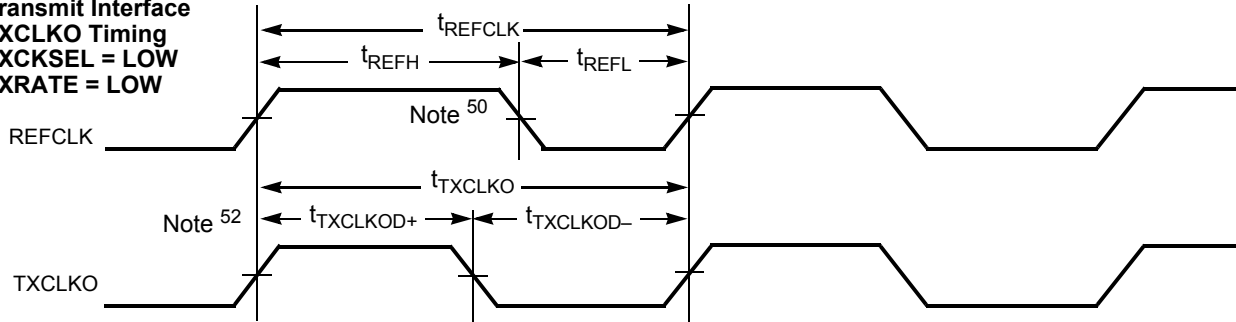 ransmit Interface
XCLKO Timing
XCKSEL = LOW
XRATE = LOW
tREFCLK
tREFH
tREFL
Note 50
REFCLK
tTXCLKO
Note 52
tTXCLKOD+
tTXCLKOD–
TXCLKO